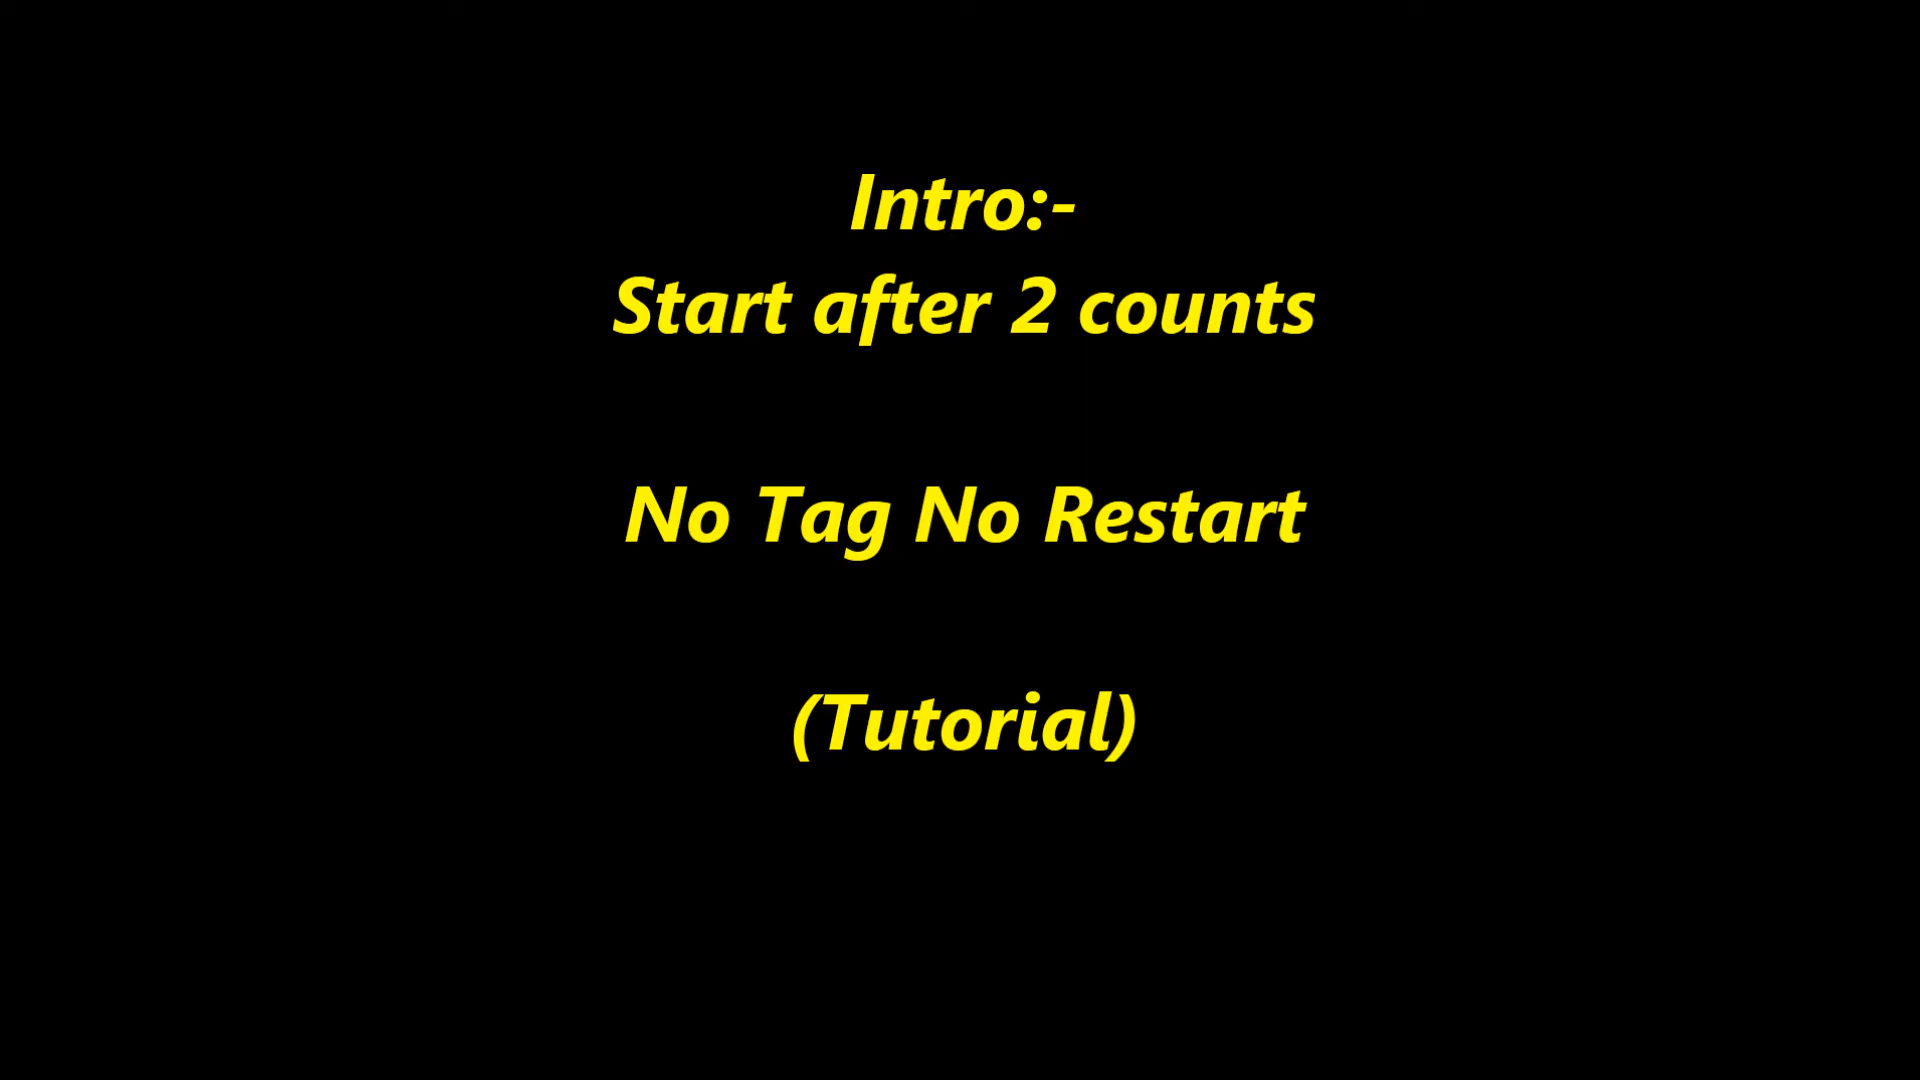 Intro:-
Start after 2 counts
No Tag No Restart
(Tutorial)